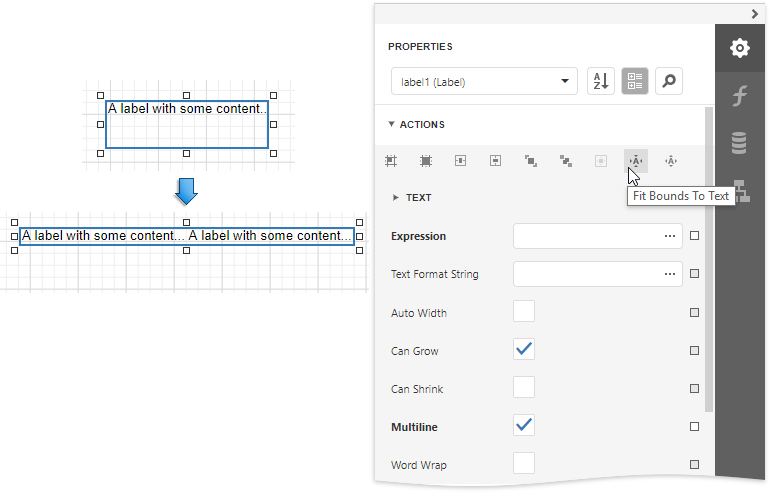 A label with some content..
A label with some content... A label with some content...
PROPERTIES
label1 (Label)
A
Z
ACTIONS
A
A
Fit Bounds To Text
TEXT
Expression
...
Text Format String
...
Auto Width
Can Grow
Can Shrink
Multiline
Word Wrap